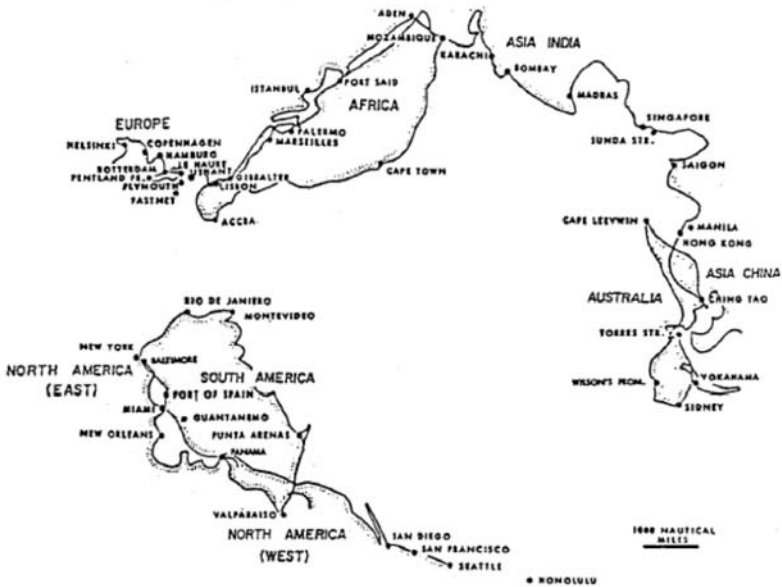 ADEN
MOZAMBIQUE
KARACHI
ASIA INDIA
BOMBAY
ISTANBUL
PORT SAID
AFRICA
MADRAS
EUROPE
SINGAPORE
SUNDA STR.
HELSINKI
COPENHAGEN
HAMBURG
PALERMO
MARSEILLES
LE HAVRE
ROTTERDAM
USHANT
PENTLAND FR.
GIBRALTER
PLYMOUTH
LISBON
FASTNET
CAPE TOWN
SAIGON
ACCRA
CAPE LEEVWIN
MANILA
HONG KONG
ASIA CHINA
AUSTRALIA
CHING TAO
RIO DE JANIERO
MONTEVIDEO
TORRES STR.
NEW YORK
BALTIMORE
NORTH AMERICA
(EAST)
SOUTH AMERICA
PORT OF SPAIN
WILSON'S PROM.
YOKAHAMA
MIAMI
GUANTANEMO
SIDNEY
NEW ORLEANS
PUNTA ARENAS
PANAMA
VALPARAISO
NORTH AMERICA
(WEST)
SAN DIEGO
SAN FRANCISCO
SEATTLE
1000 NAUTICAL
MILES
HONOLULU